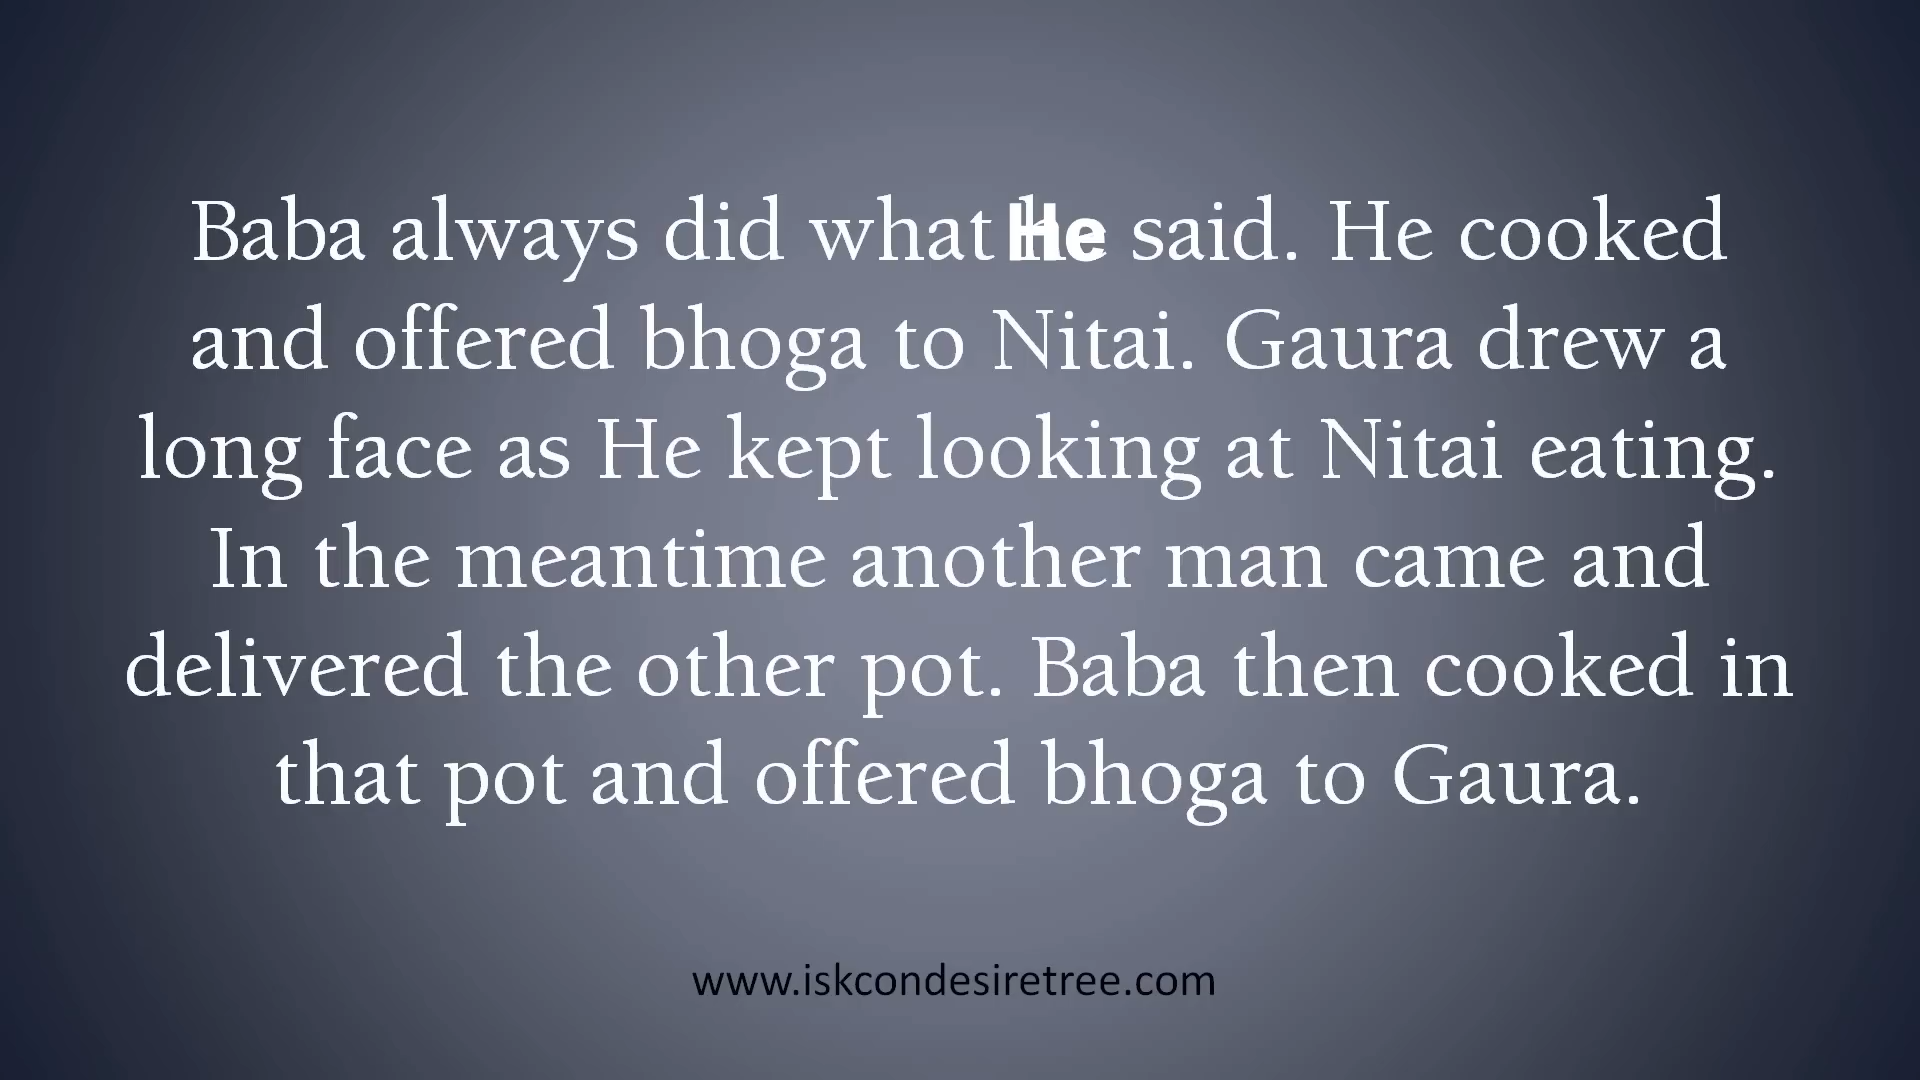 Baba always did what He said. He cooked
and offered bhoga to Nitai. Gaura drew a
long face as He kept looking at Nitai eating.
In the meantime another man came and
delivered the other pot. Baba then cooked in
that pot and offered bhoga to Gaura.
www.iskcondesiretree.com